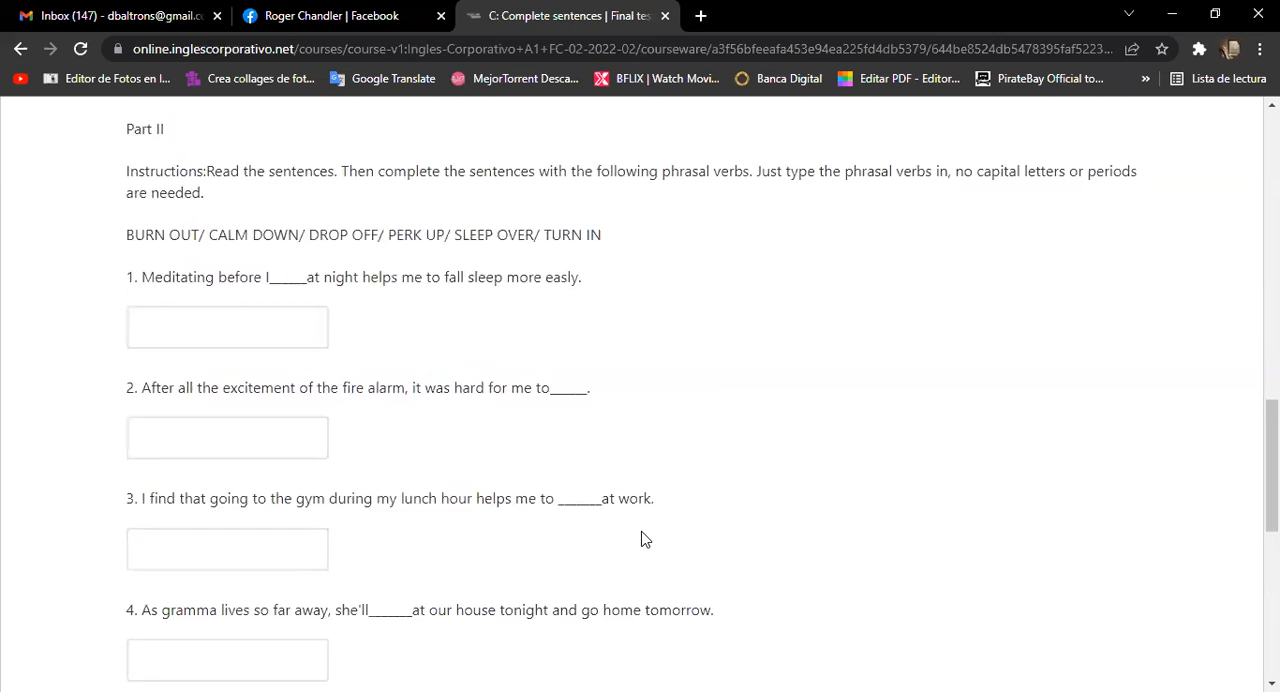 Inbox (147) - dbaltrons@gmail.c
Roger Chandler | Facebook
C: Complete sentences | Final tes
online.inglescorporativo.net/courses/course-v1:Ingles-Corporativo+A1+FC-02-2022-02/courseware/a3f56bfeeafa453e94ea225fd4db5379/644be8524db5478395faf5223...
Editor de Fotos en l...
Crea collages de fot...
Google Translate
MejorTorrent Desca...
BFLIX | Watch Movi...
Banca Digital
Editar PDF - Editor...
PirateBay Official to...
»
Lista de lectura
Part II
Instructions:Read the sentences. Then complete the sentences with the following phrasal verbs. Just type the phrasal verbs in, no capital letters or periods
are needed.
BURN OUT/ CALM DOWN/ DROP OFF/ PERK UP/ SLEEP OVER/ TURN IN
1. Meditating before I______at night helps me to fall sleep more easly.
2. After all the excitement of the fire alarm, it was hard for me to______.
3. I find that going to the gym during my lunch hour helps me to _______at work.
4. As gramma lives so far away, she'll_______at our house tonight and go home tomorrow.